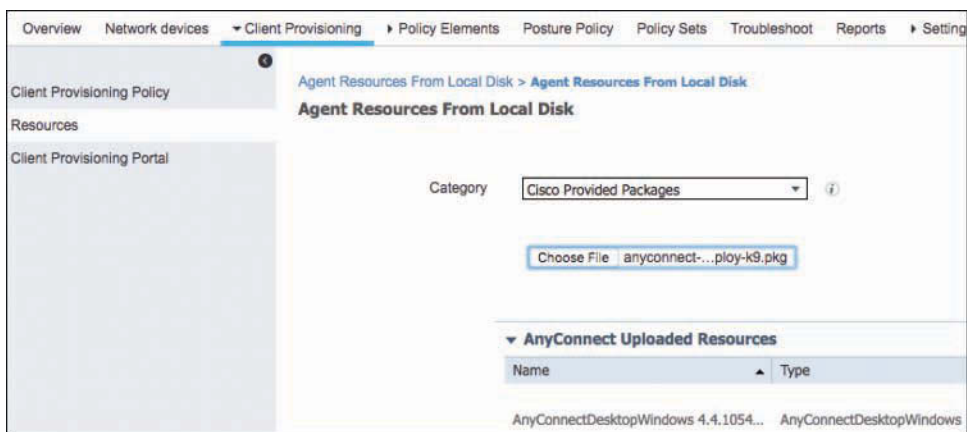 Overview Network devices Client Provisioning Policy Elements Posture Policy Policy Sets Troubleshoot Reports Setting
Client Provisioning Policy
Resources
Client Provisioning Portal
Agent Resources From Local Disk > Agent Resources From Local Disk
Agent Resources From Local Disk
Category Cisco Provided Packages i
Choose File anyconnect-...ploy-k9.pkg
AnyConnect Uploaded Resources
Name Type
AnyConnectDesktopWindows 4.4.1054... AnyConnectDesktopWindows